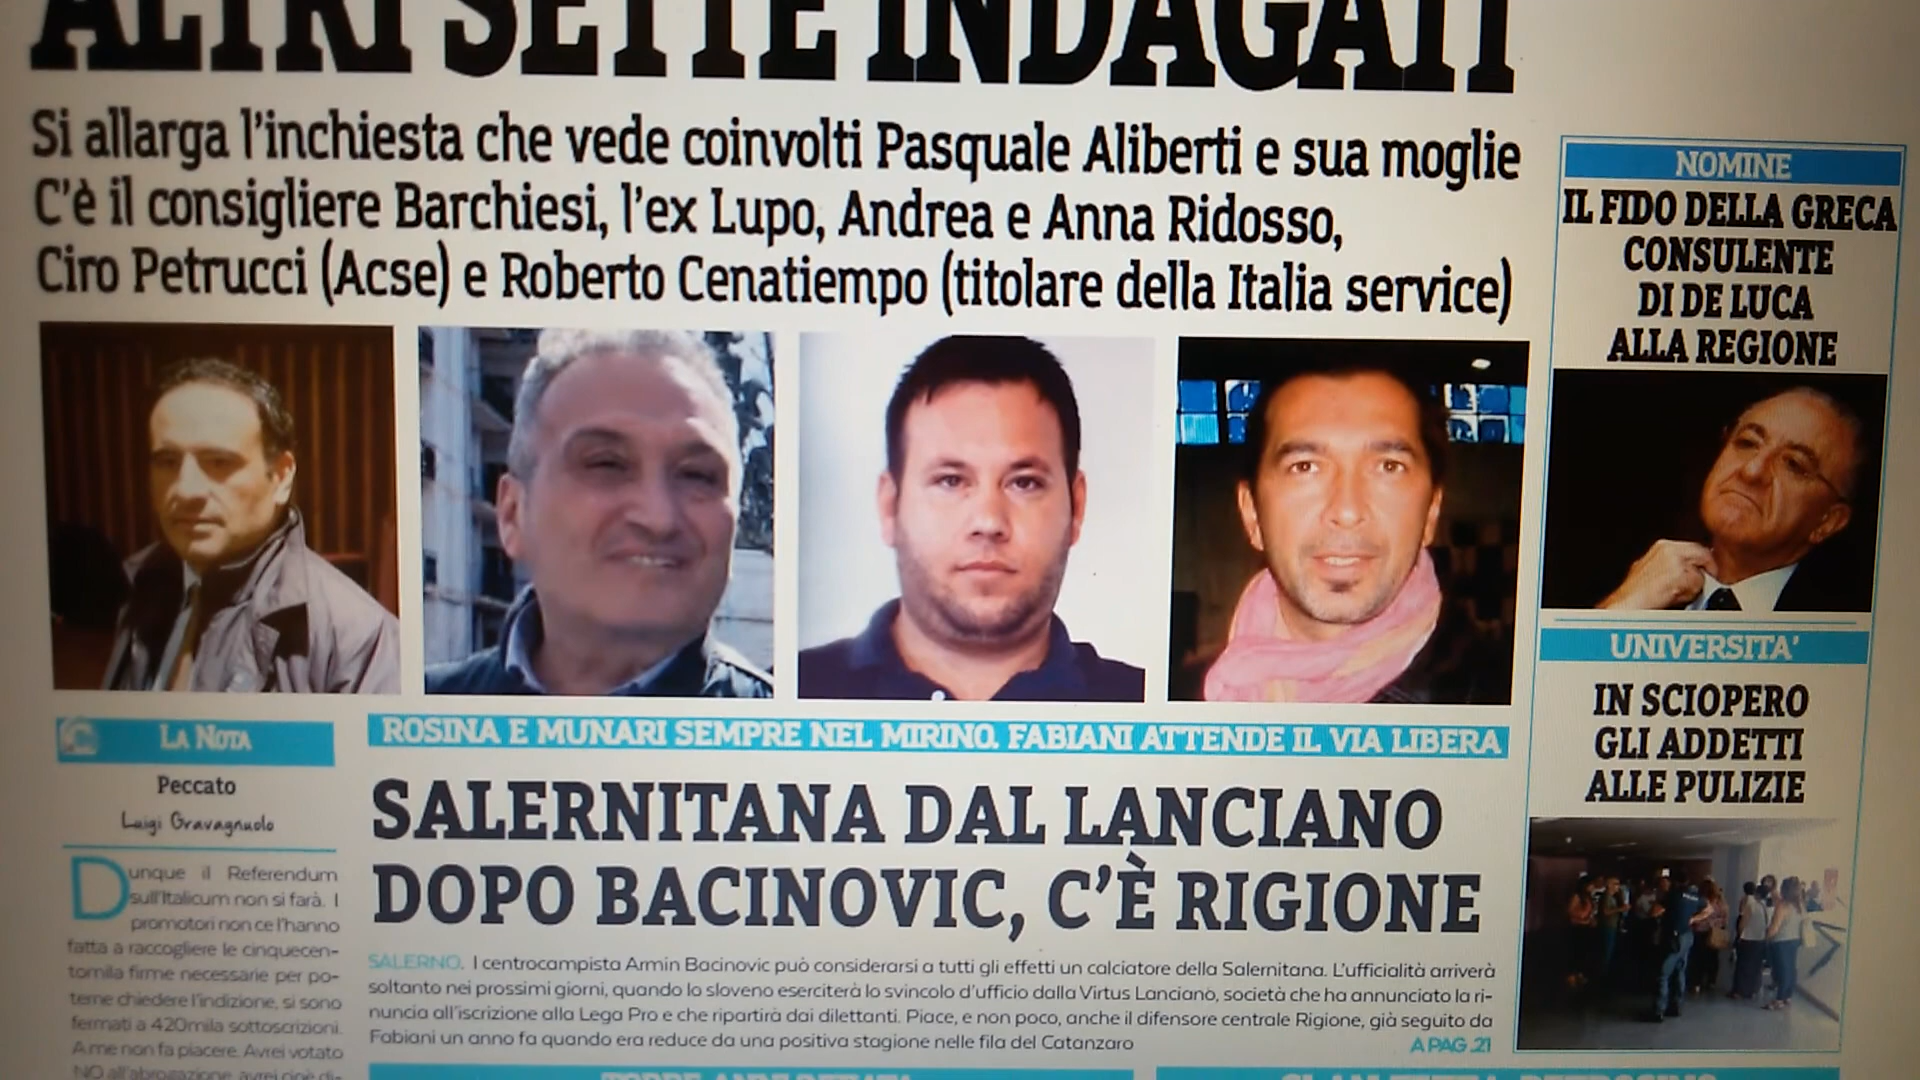 ALTRI SETTE INDAGATI
Si allarga l'inchiesta che vede coinvolti Pasquale Aliberti e sua moglie
C'è il consigliere Barchiesi, l'ex Lupo, Andrea e Anna Ridosso,
Ciro Petrucci (Acse) e Roberto Cenatiempo (titolare della Italia service)
NOMINE
IL FIDO DELLA GRECA
CONSULENTE
DI DE LUCA
ALLA REGIONE
UNIVERSITA'
IN SCIOPERO
GLI ADDETTI
ALLE PULIZIE
LA NOTA
Peccato
Luigi Gravagnuolo
Dunque il Referendum
sull'Italicum non si farà. I
promotori non ce l'hanno
fatta a raccogliere le cinquecen-
tomila firme necessarie per po-
terne chiedere l'indizione, si sono
fermati a 420mila sottoscrizioni.
A me non fa piacere. Avrei votato
NO all'abrogazione, avrei cioè di-
ROSINA E MUNARI SEMPRE NEL MIRINO. FABIANI ATTENDE IL VIA LIBERA
SALERNITANA DAL LANCIANO
DOPO BACINOVIC, C'È RIGIONE
SALERNO. I centrocampista Armin Bacinovic può considerarsi a tutti gli effetti un calciatore della Salernitana. L'ufficialità arriverà
soltanto nei prossimi giorni, quando lo sloveno eserciterà lo svincolo d'ufficio dalla Virtus Lanciano, società che ha annunciato la ri-
nuncia all'iscrizione alla Lega Pro e che ripartirà dai dilettanti. Piace, e non poco, anche il difensore centrale Rigione, già seguito da
Fabiani un anno fa quando era reduce da una positiva stagione nelle fila del Catanzaro
A PAG 21